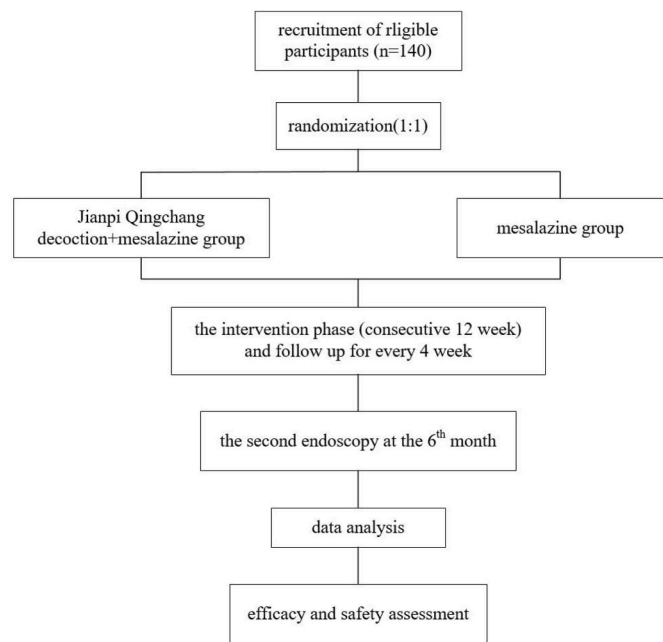 recruitment of rligible
participants (n=140)
randomization(1:1)
Jianpi Qingchang
decoction+mesalazine group
mesalazine group
the intervention phase (consecutive 12 week)
and follow up for every 4 week
the second endoscopy at the 6th month
data analysis
efficacy and safety assessment